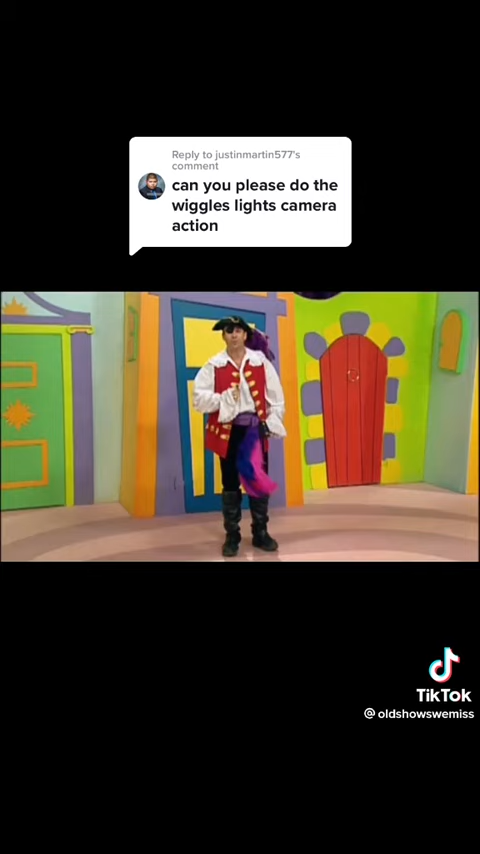 Reply to justinmartin577's
comment
can you please do the
wiggles lights camera
action
TikTok
@oldshowswemiss